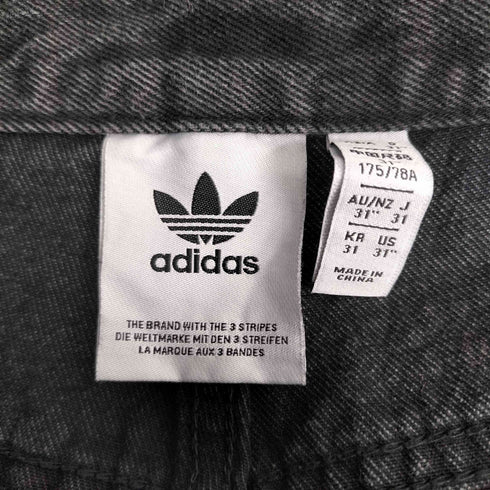 adidas
THE BRAND WITH THE 3 STRIPES
DIE WELTMARKE MIT DEN 3 STREIFEN
LA MARQUE AUX 3 BANDES
31"
175/78A
AU/NZ J
31" 31
KR US
31 31"
MADE IN
CHINA